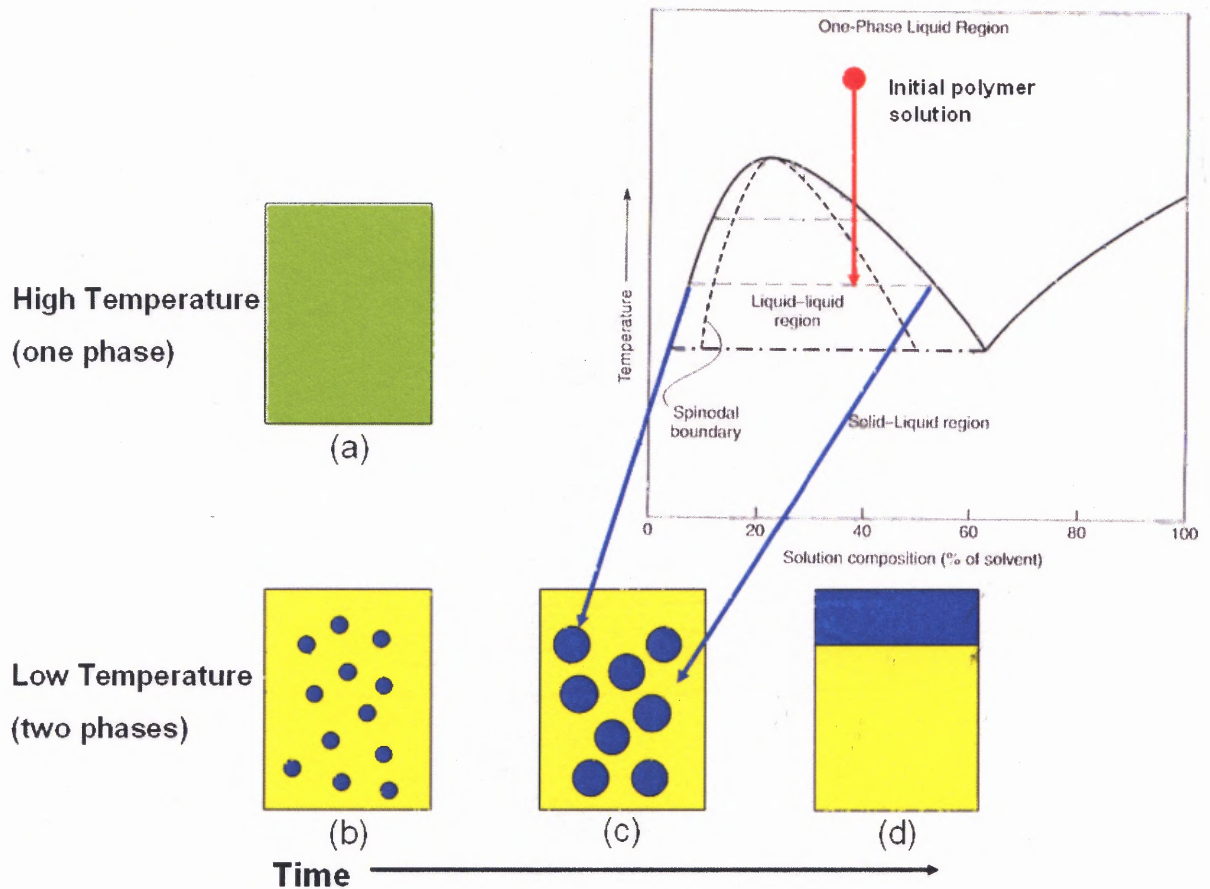 One-Phase Liquid Region
Initial polymer
solution
Temperature
Liquid–liquid
region
Spinodal
boundary
Solid–Liquid region
0 20 40 60 80 100
Solution composition (% of solvent)
High Temperature
(one phase)
(a)
Low Temperature
(two phases)
(b) (c) (d)
Time